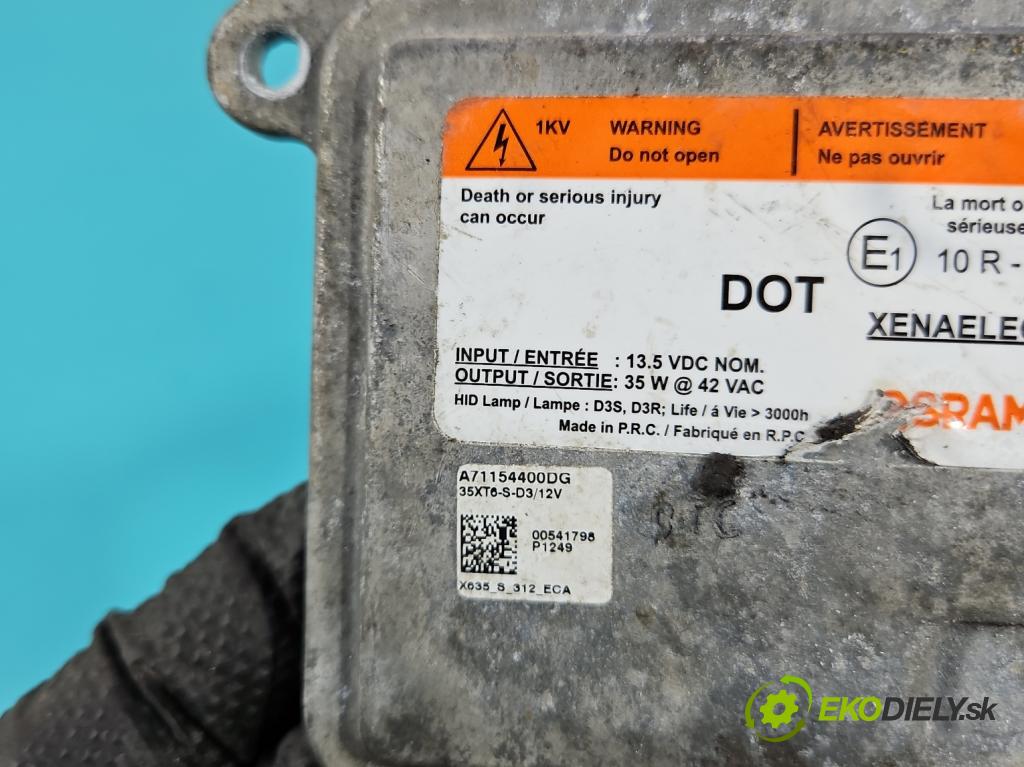 1KV WARNING AVERTISSEMENT
Do not open Ne pas ouvrir
Death or serious injury
can occur
La mort
sérieuse
E1 10 R -
DOT
INPUT / ENTRÉE : 13.5 VDC NOM.
OUTPUT / SORTIE: 35 W @ 42 VAC
HID Lamp / Lampe : D3S, D3R; Life / á Vie > 3000h
Made in P.R.C. / Fabriqué en R.P.C
OSRAM
A71154400DG
35XT6-S-D3/12V
00541798
P1249
X635_S_312_ECA
EKODIELY.sk